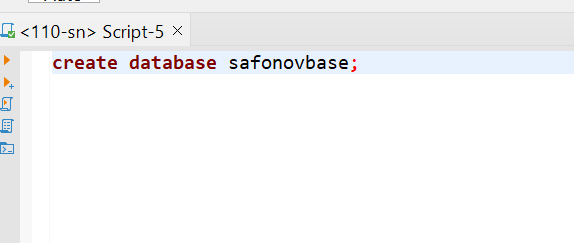 <110-sn> Script-5
create database safonovbase;